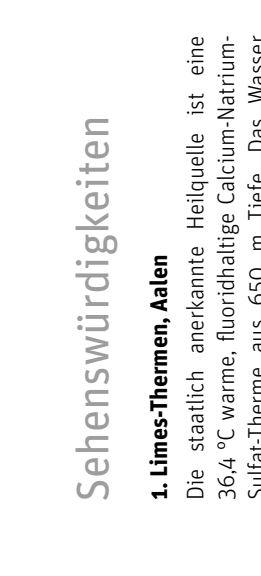 Sehenswürdigkeiten
1. Limes-Thermen, Aalen
Die staatlich anerkannte Heilquelle ist eine
36,4 °C warme, fluoridhaltige Calcium-Natrium-
Sulfat-Therme aus 650 m Tiefe. Das Wasser